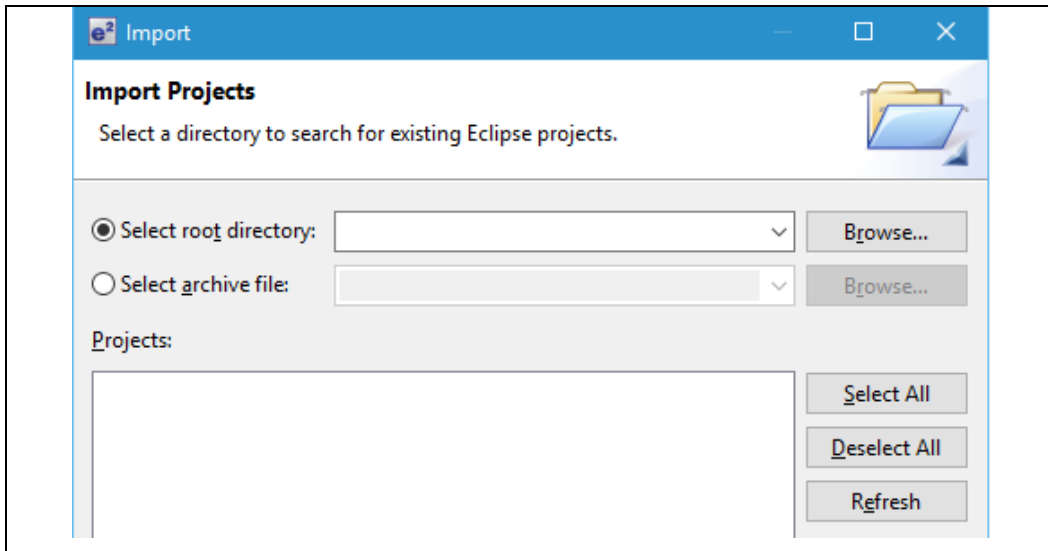 e² Import
Import Projects
Select a directory to search for existing Eclipse projects.
Select root directory: Browse...
Select archive file: Browse...
Projects:
Select All
Deselect All
Refresh